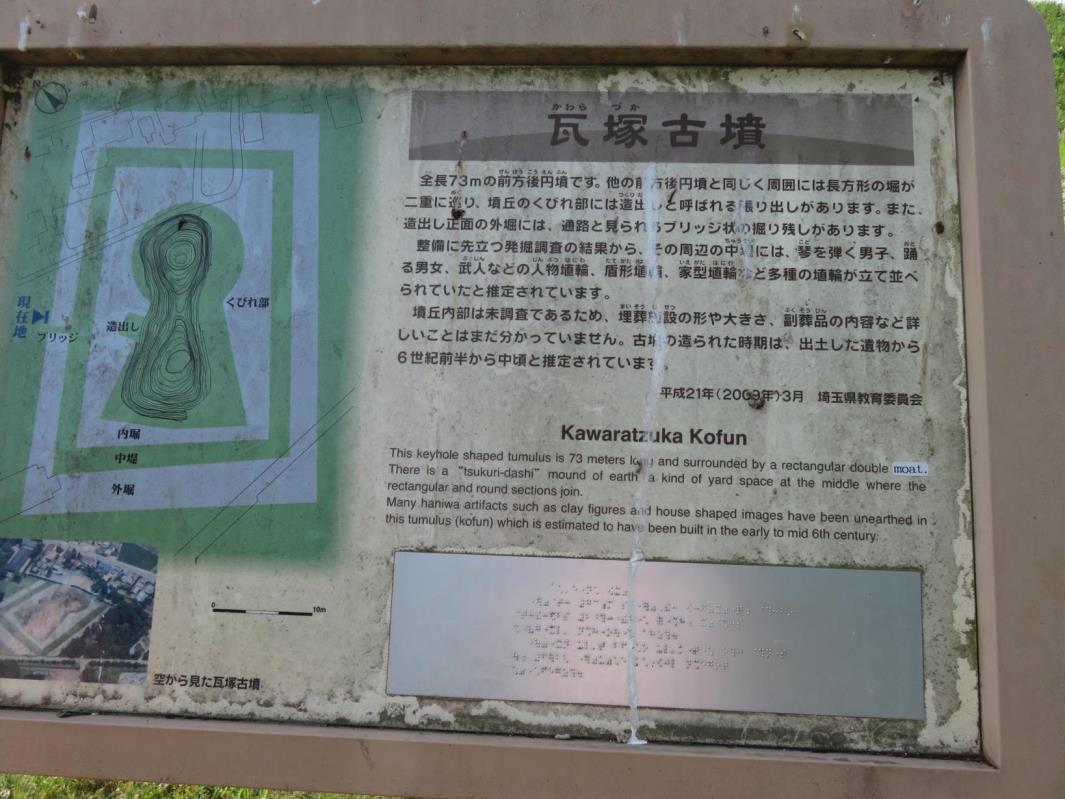 N
かわら づか
瓦塚古墳
全長73mの前方後円墳です。他の前方後円墳と同じく周囲には長方形の堀が
二重に巡り、墳丘のくびれ部には造出しと呼ばれる張り出しがあります。また、
造出し正面の外堀には、通路と見られるブリッジ状の掘り残しがあります。
整備に先立つ発掘調査の結果から、その周辺の中堤には、琴を弾く男子、踊
る男女、武人などの人物埴輪、盾形埴輪、家型埴輪など多種の埴輪が立て並べ
られていたと推定されています。
墳丘内部は未調査であるため、埋葬施設の形や大きさ、副葬品の内容など詳
しいことはまだ分かっていません。古墳の造られた時期は、出土した遺物から
6世紀前半から中頃と推定されています。
平成21年(2009年)3月 埼玉県教育委員会
Kawaratzuka Kofun
This keyhole shaped tumulus is 73 meters long and surrounded by a rectangular double moat.
There is a "tsukuri-dashi" mound of earth a kind of yard space at the middle where the
rectangular and round sections join.
Many haniwa artifacts such as clay figures and house shaped images have been unearthed in
this tumulus (kofun) which is estimated to have been built in the early to mid 6th century.
現在地
ブリッジ
造出し
くびれ部
内堀
中堤
外堀
0 10m
空から見た瓦塚古墳